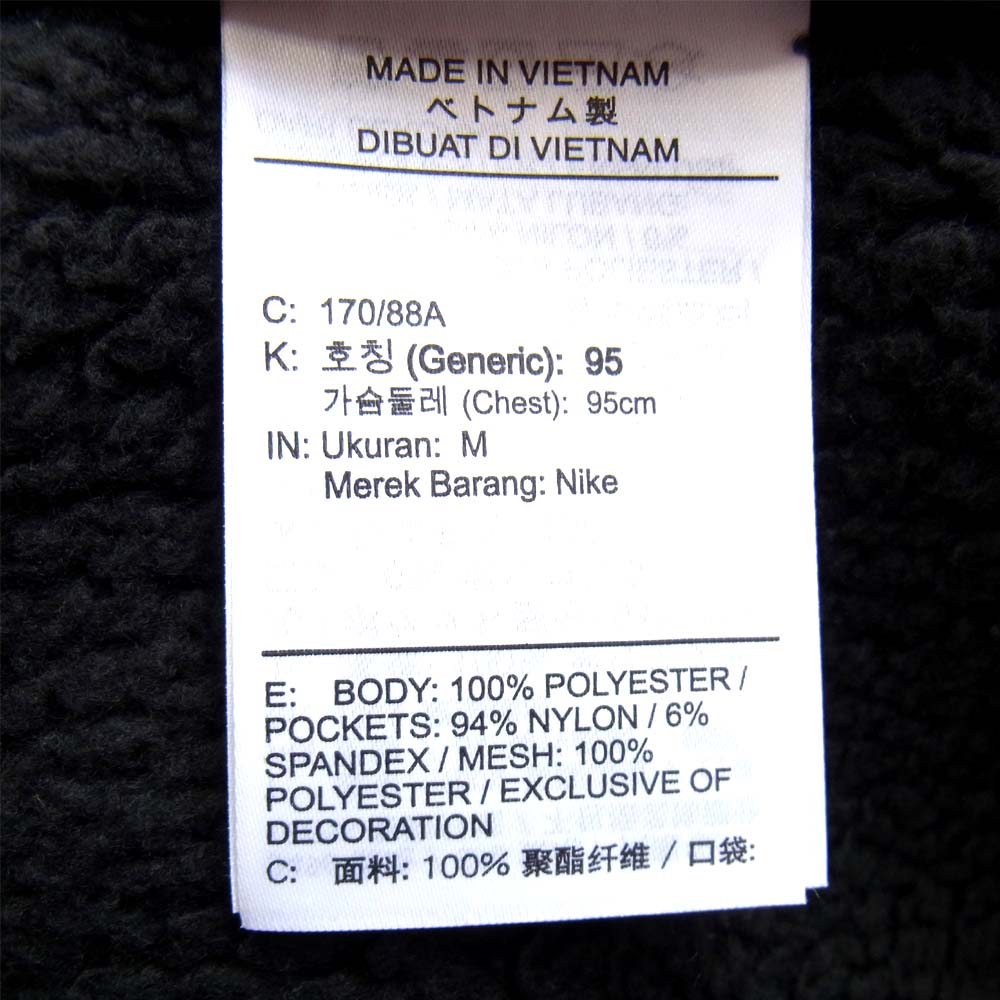 MADE IN VIETNAM
ベトナム製
DIBUAT DI VIETNAM
C: 170/88A
K: 호칭 (Generic): 95
가슴둘레 (Chest): 95cm
IN: Ukuran: M
Merek Barang: Nike
E: BODY: 100% POLYESTER /
POCKETS: 94% NYLON / 6%
SPANDEX / MESH: 100%
POLYESTER / EXCLUSIVE OF
DECORATION
C: 面料: 100% 聚酯纤维 / 口袋: